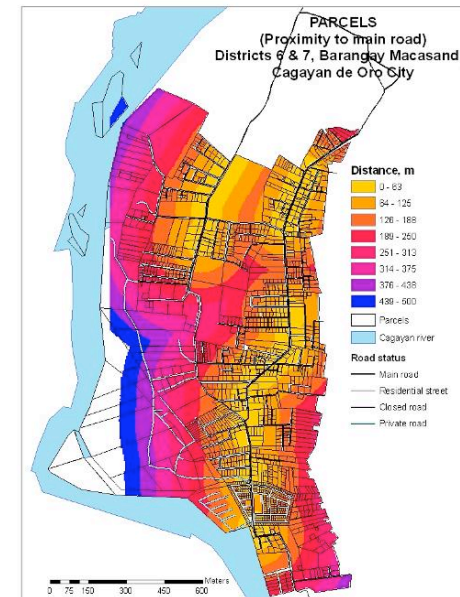 PARCELS
(Proximity to main road)
Districts 6 & 7, Barangay Macasand
Cagayan de Oro City
Distance, m
0 - 63
64 - 125
126 - 188
189 - 250
251 - 313
314 - 375
376 - 438
439 - 500
Parcels
Cagayan river
Road status
Main road
Residential street
Closed road
Private road
Meters
0 75 150 300 450 600